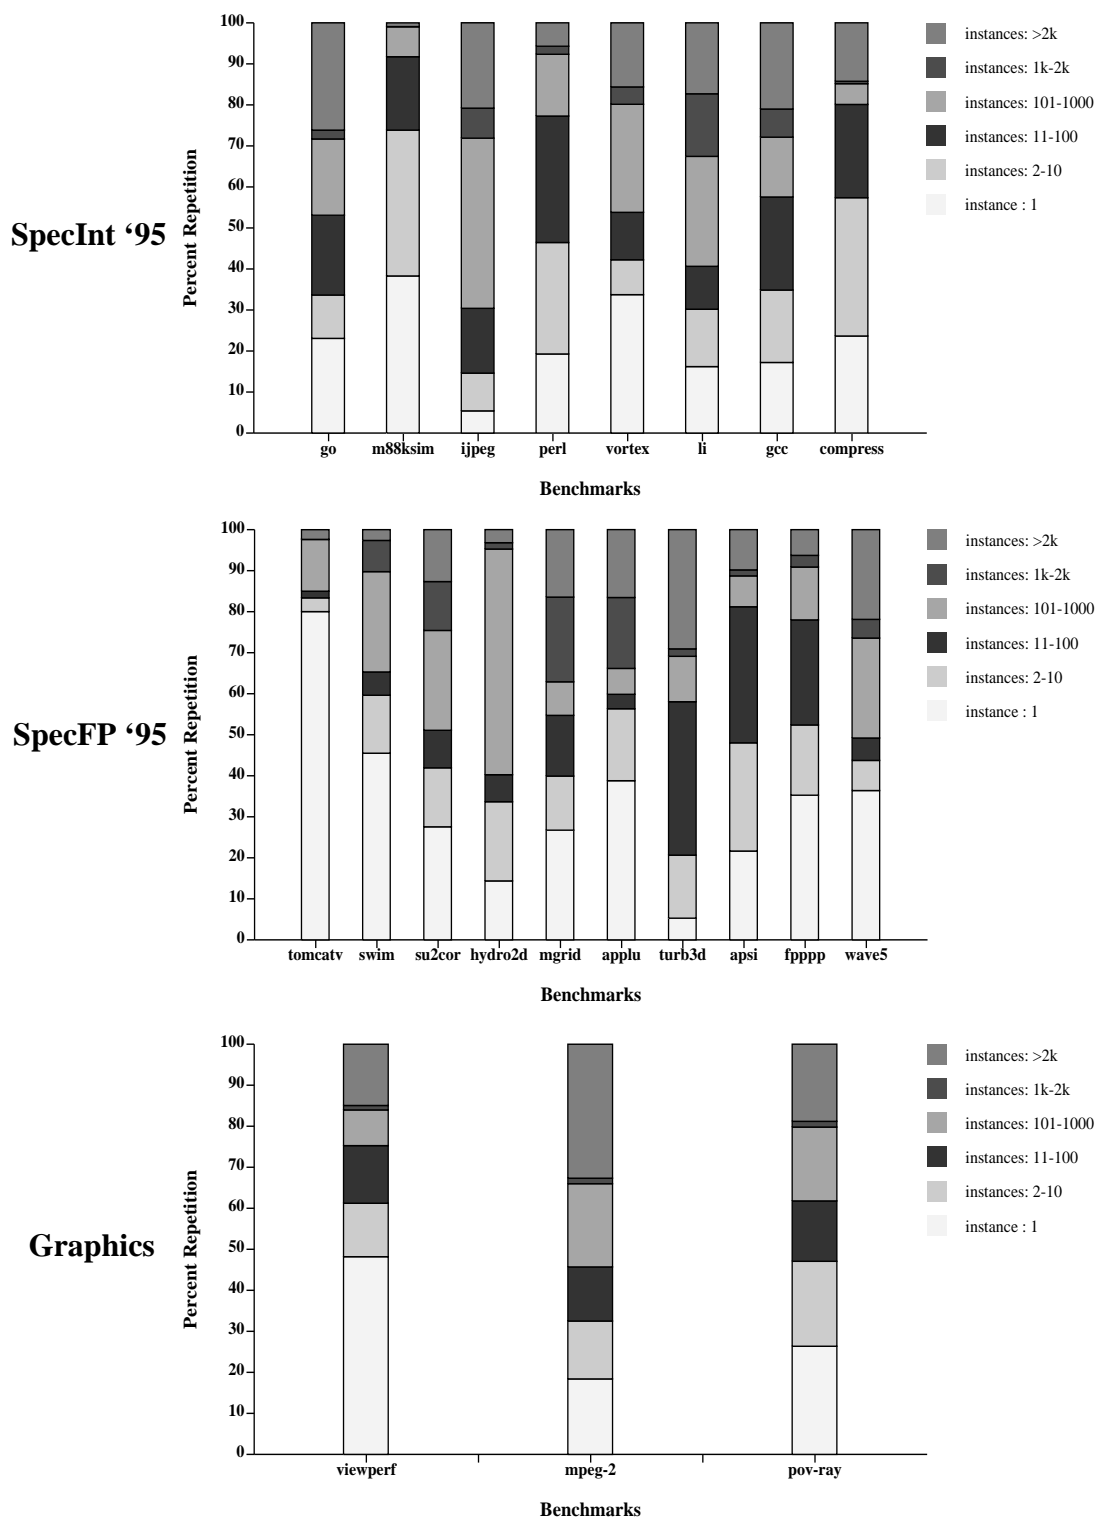 SpecInt ‘95
Percent Repetition
100
90
80
70
60
50
40
30
20
10
0
go m88ksim ijpeg perl vortex li gcc compress
Benchmarks
instances: >2k
instances: 1k-2k
instances: 101-1000
instances: 11-100
instances: 2-10
instance : 1
SpecFP ‘95
Percent Repetition
100
90
80
70
60
50
40
30
20
10
0
tomcatv swim su2cor hydro2d mgrid applu turb3d apsi fpppp wave5
Benchmarks
instances: >2k
instances: 1k-2k
instances: 101-1000
instances: 11-100
instances: 2-10
instance : 1
Graphics
Percent Repetition
100
90
80
70
60
50
40
30
20
10
0
viewperf mpeg-2 pov-ray
Benchmarks
instances: >2k
instances: 1k-2k
instances: 101-1000
instances: 11-100
instances: 2-10
instance : 1